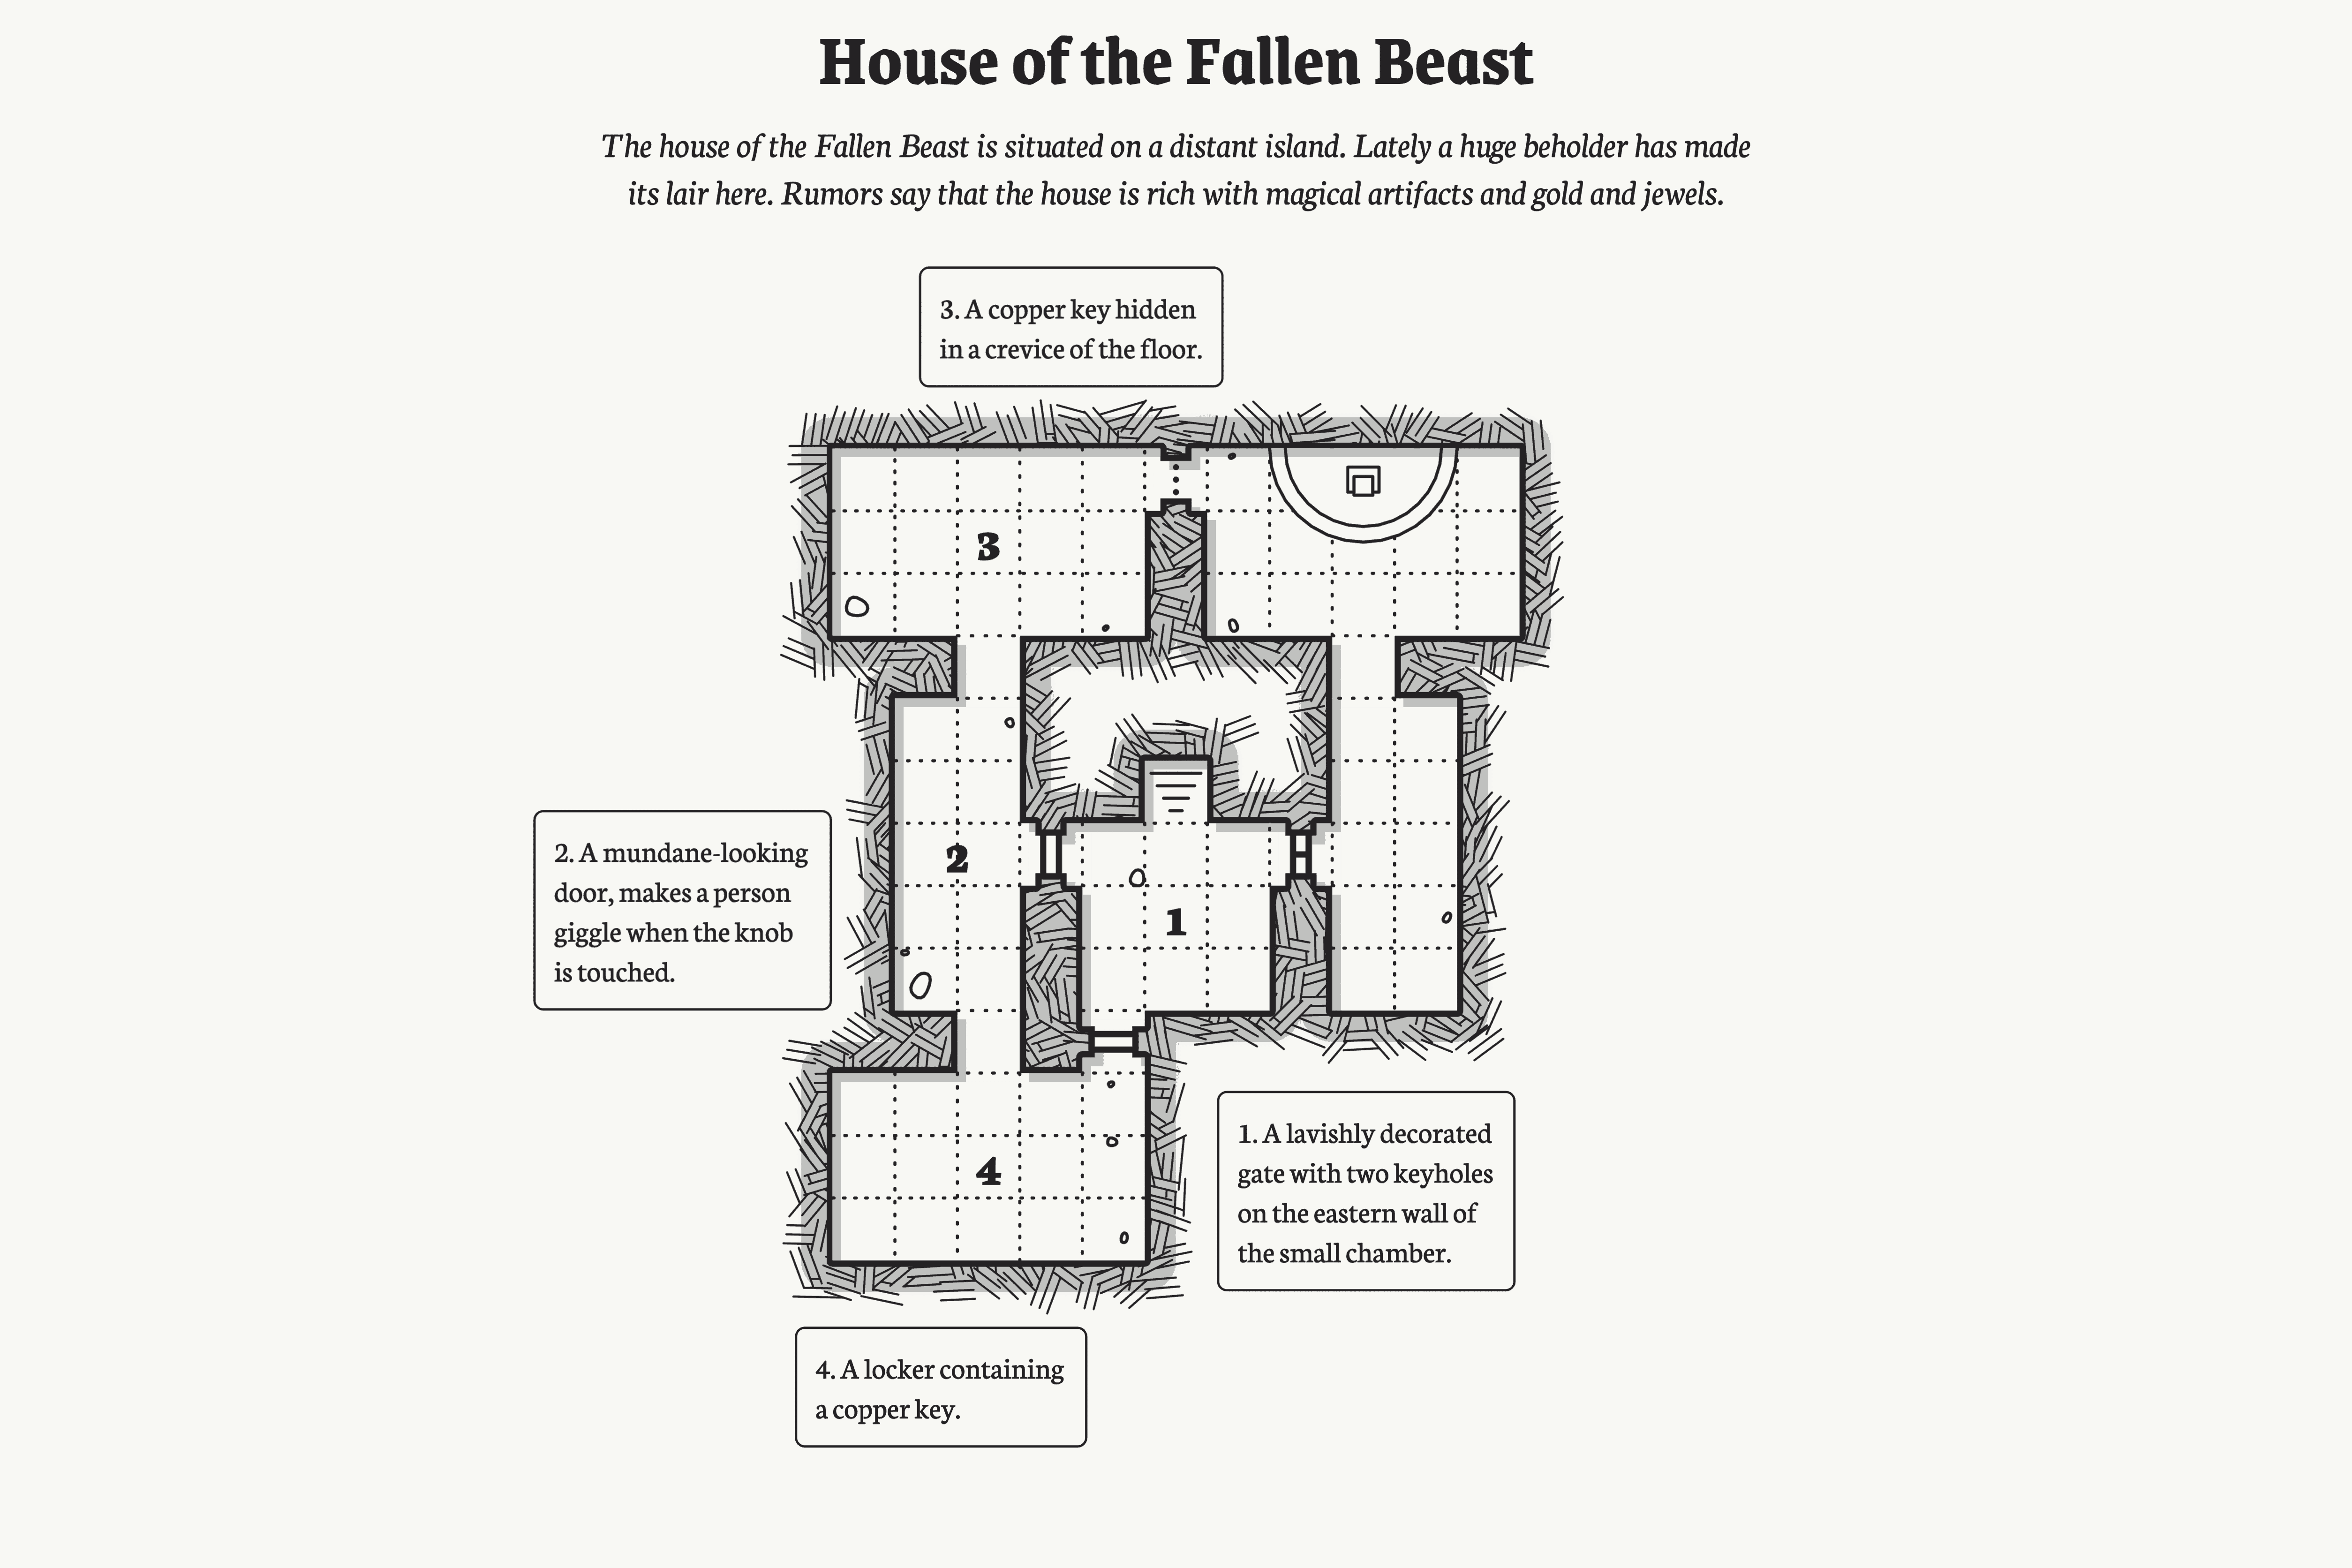 House of the Fallen Beast
The house of the Fallen Beast is situated on a distant island. Lately a huge beholder has made
its lair here. Rumors say that the house is rich with magical artifacts and gold and jewels.
3. A copper key hidden
in a crevice of the floor.
3
2. A mundane-looking
door, makes a person
giggle when the knob
is touched.
2
1
1. A lavishly decorated
gate with two keyholes
on the eastern wall of
the small chamber.
4
4. A locker containing
a copper key.